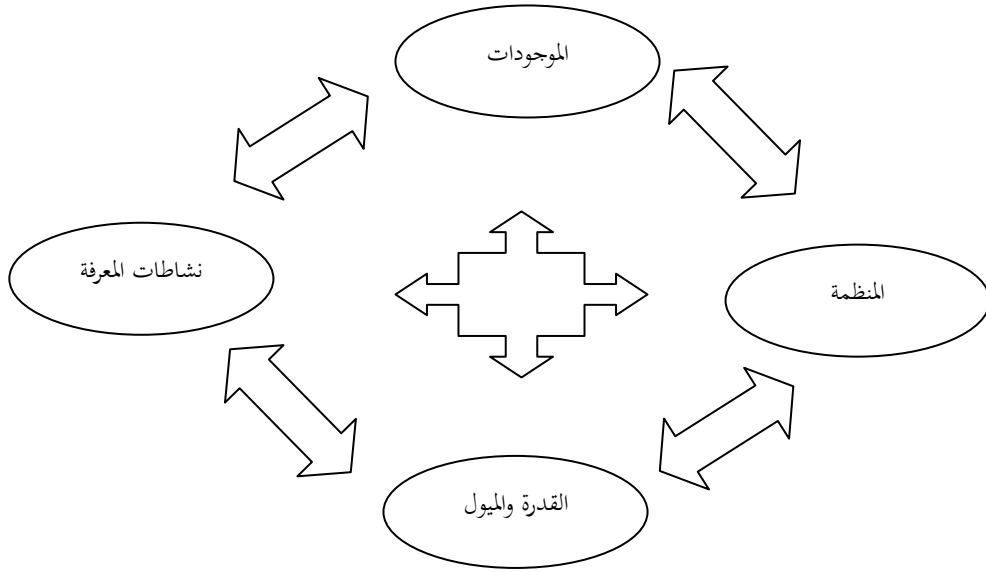 الموجودات
المنظمة
نشاطات المعرفة
القدرة والميول